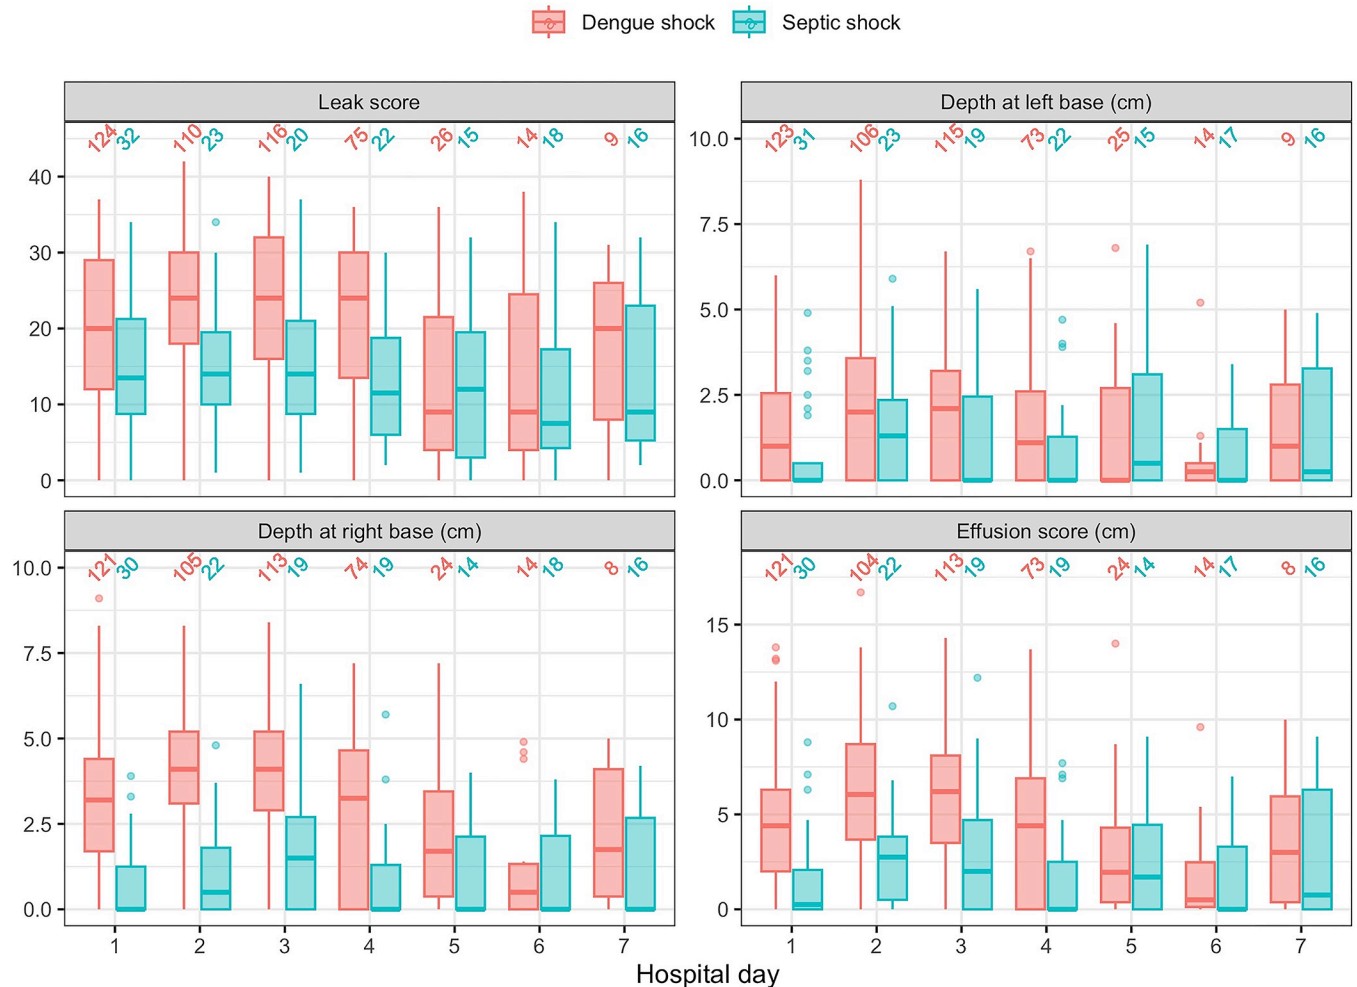 Dengue shock Septic shock
Leak score
124 32 110 23 116 20 75 22 26 15 14 18 9 16
40
30
20
10
0
Depth at left base (cm)
123 31 106 23 115 19 73 22 25 15 14 17 9 16
10.0
7.5
5.0
2.5
0.0
Depth at right base (cm)
121 30 105 22 113 19 74 19 24 14 14 18 8 16
10.0
7.5
5.0
2.5
0.0
1 2 3 4 5 6 7
Effusion score (cm)
121 30 104 22 113 19 73 19 24 14 14 17 8 16
15
10
5
0
1 2 3 4 5 6 7
Hospital day